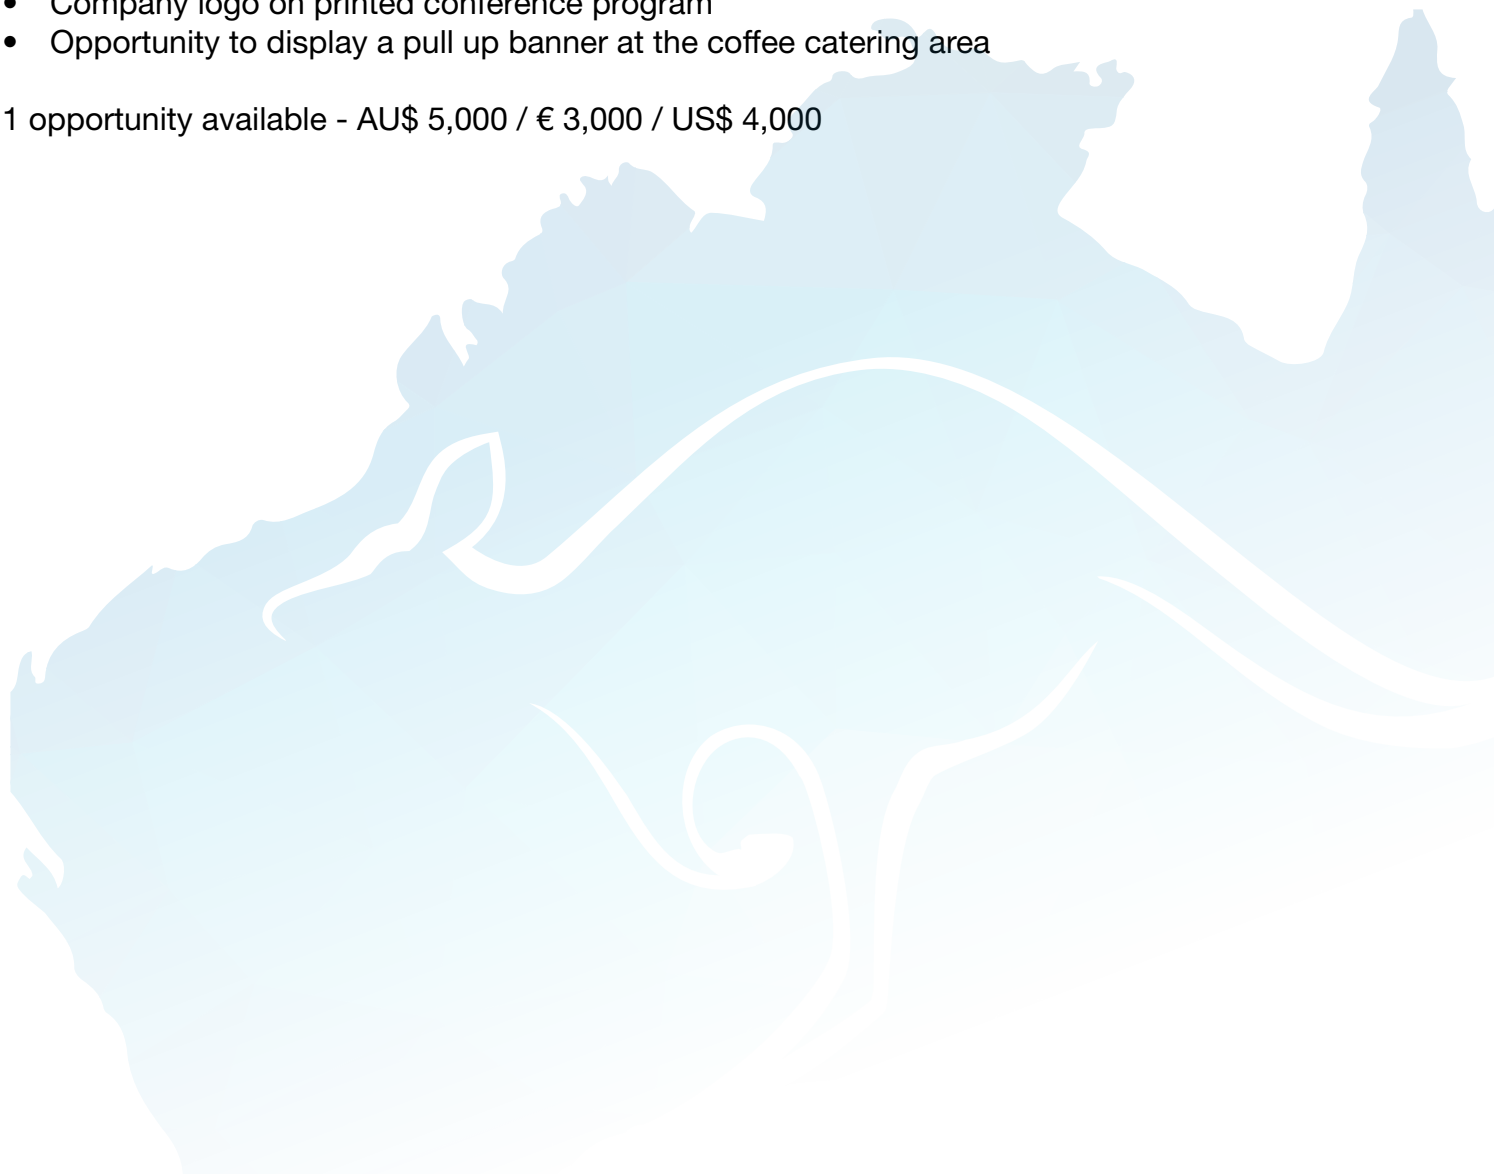 • Company logo on printed conference program
• Opportunity to display a pull up banner at the coffee catering area
1 opportunity available - AU$ 5,000 / € 3,000 / US$ 4,000